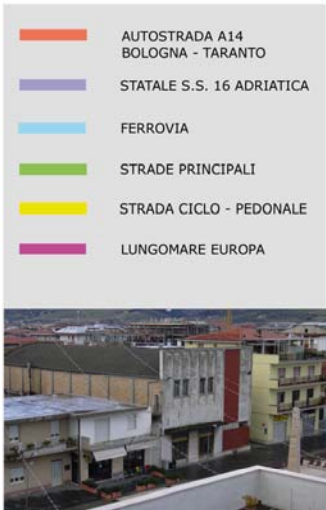 AUTOSTRADA A14
BOLOGNA - TARANTO
STATALE S.S. 16 ADRIATICA
FERROVIA
STRADE PRINCIPALI
STRADA CICLO - PEDONALE
LUNGOMARE EUROPA